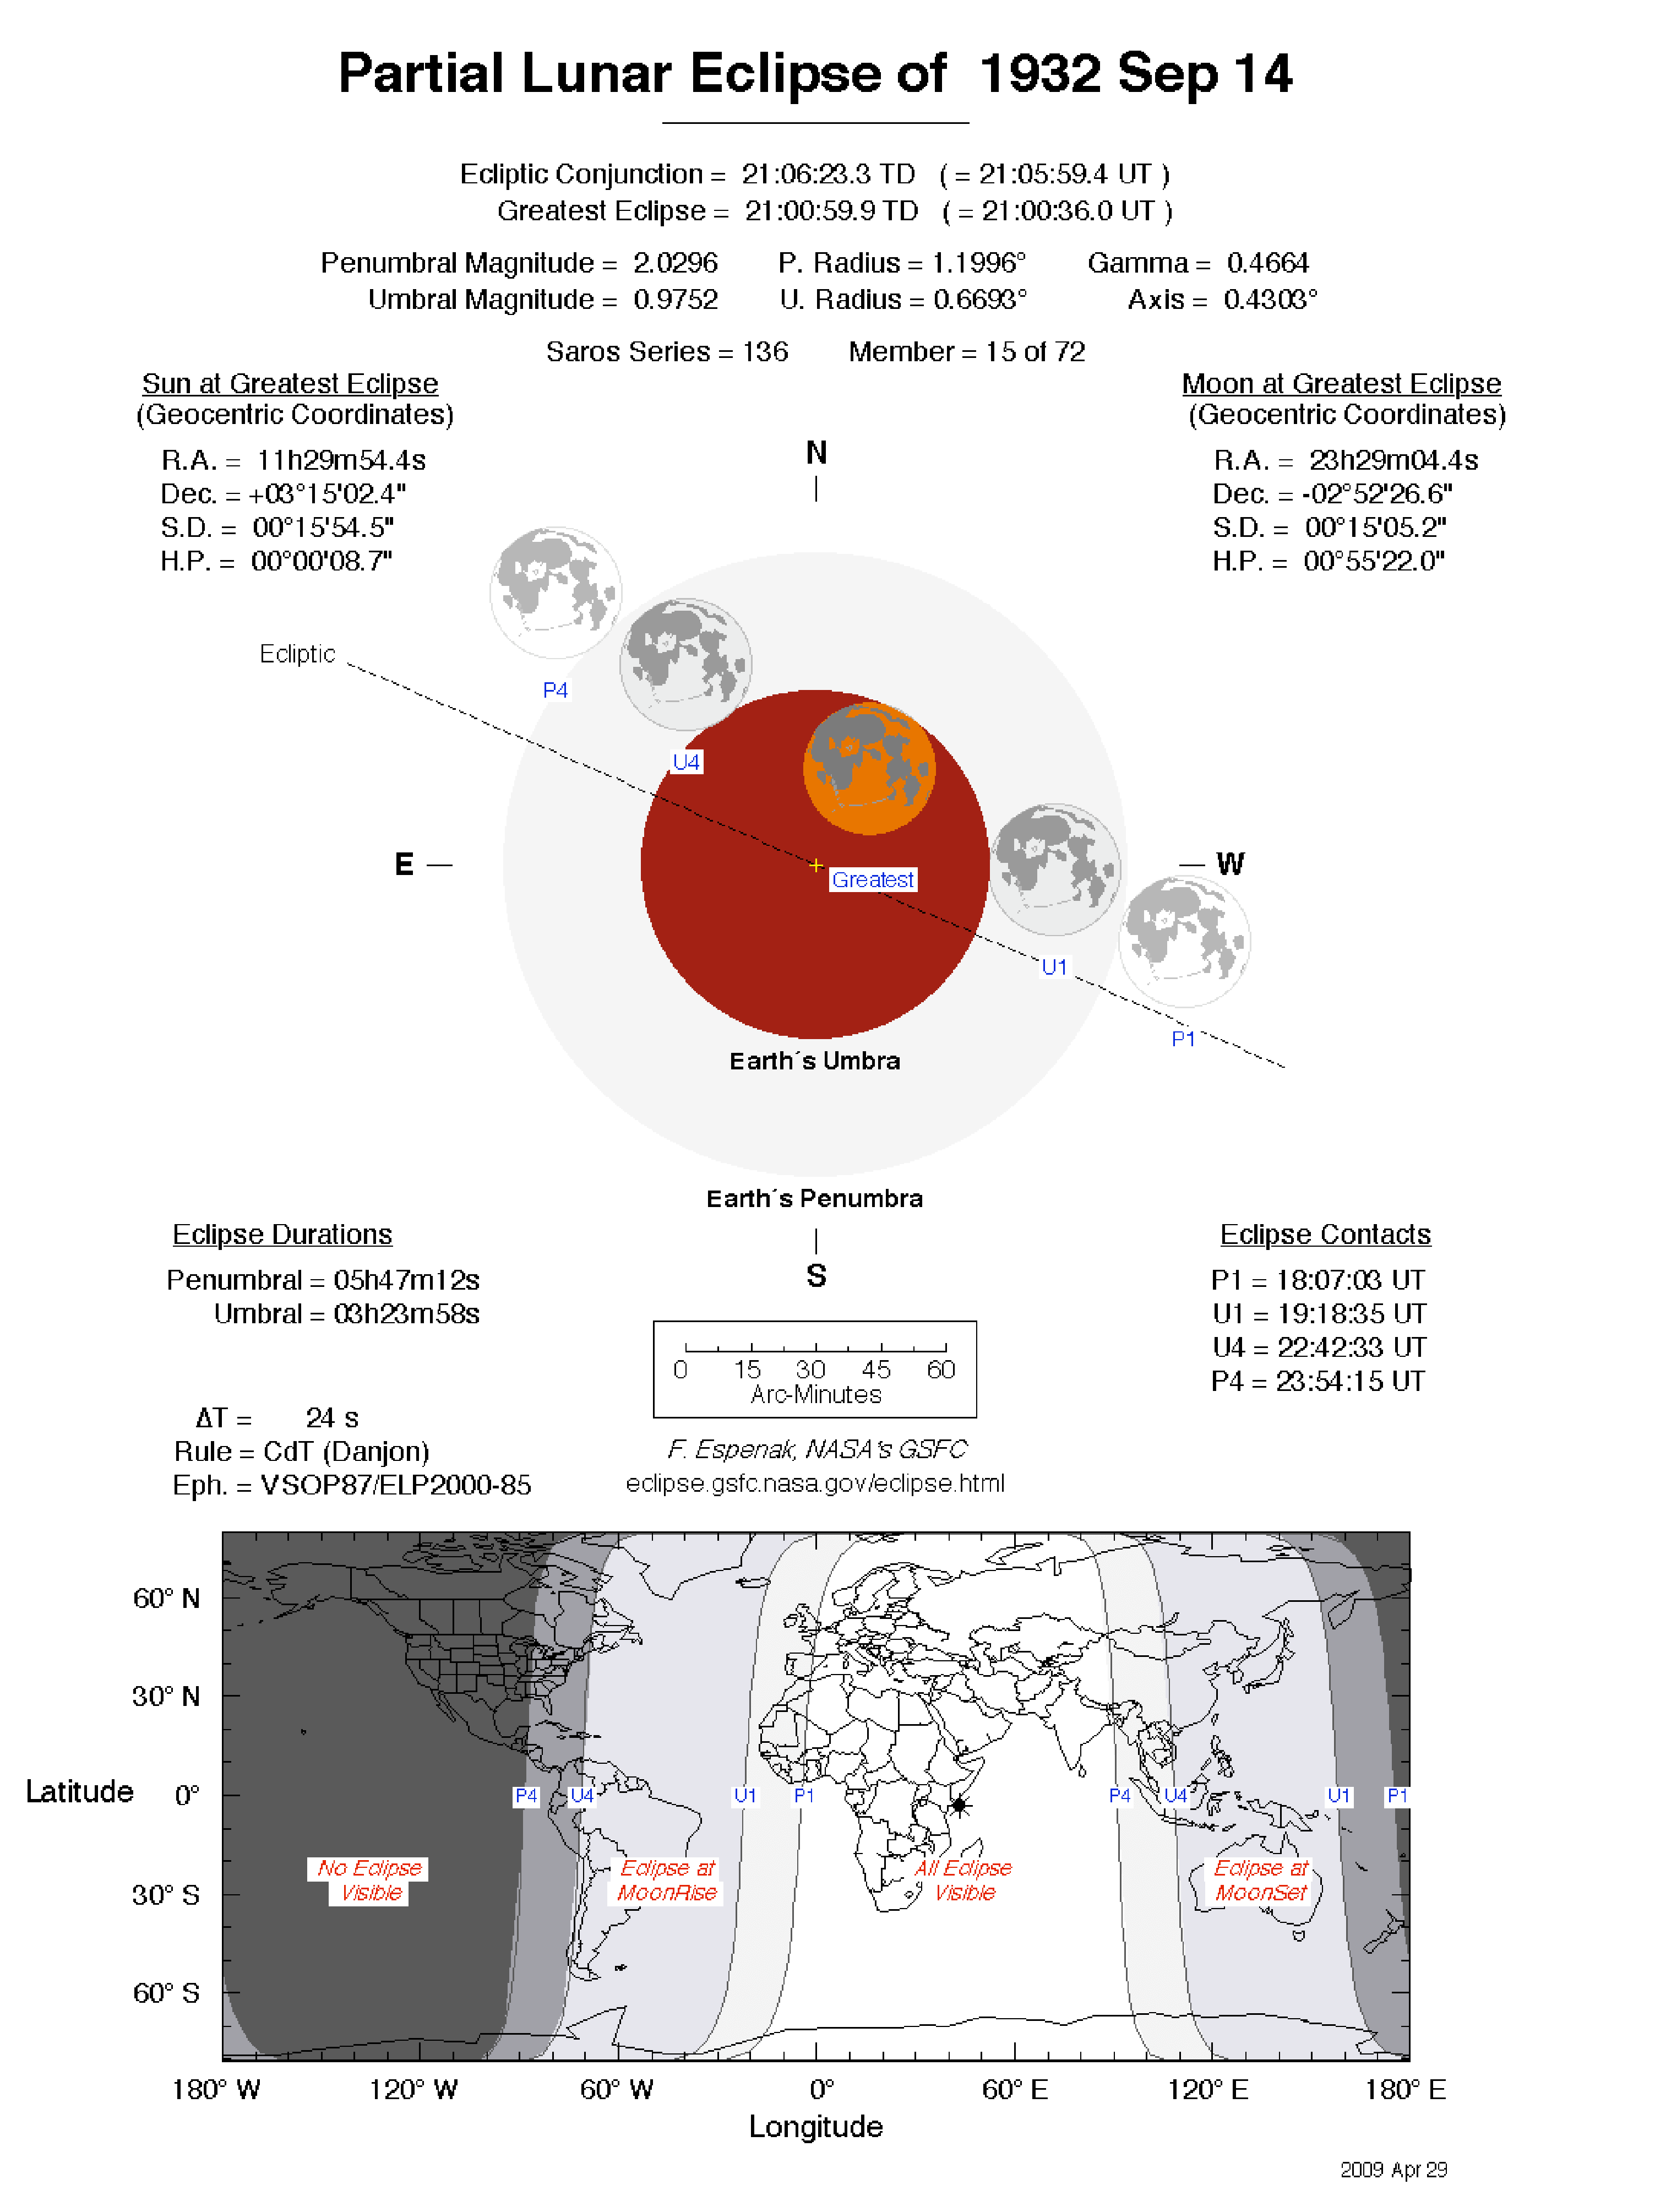 Partial Lunar Eclipse of 1932 Sep 14
Ecliptic Conjunction = 21:06:23.3 TD ( = 21:05:59.4 UT )
Greatest Eclipse = 21:00:59.9 TD ( = 21:00:36.0 UT )
Penumbral Magnitude = 2.0296 P. Radius = 1.1996° Gamma = 0.4664
Umbral Magnitude = 0.9752 U. Radius = 0.6693° Axis = 0.4303°
Saros Series = 136 Member = 15 of 72
Sun at Greatest Eclipse
(Geocentric Coordinates)
R.A. = 11h29m54.4s
Dec. = +03°15'02.4"
S.D. = 00°15'54.5"
H.P. = 00°00'08.7"
Moon at Greatest Eclipse
(Geocentric Coordinates)
R.A. = 23h29m04.4s
Dec. = -02°52'26.6"
S.D. = 00°15'05.2"
H.P. = 00°55'22.0"
N
Ecliptic
P4
U4
E
W
Greatest
U1
P1
Earth´s Umbra
Earth´s Penumbra
S
Eclipse Durations
Penumbral = 05h47m12s
Umbral = 03h23m58s
Eclipse Contacts
P1 = 18:07:03 UT
U1 = 19:18:35 UT
U4 = 22:42:33 UT
P4 = 23:54:15 UT
0 15 30 45 60
Arc-Minutes
ΔT = 24 s
Rule = CdT (Danjon)
Eph. = VSOP87/ELP2000-85
F. Espenak, NASA's GSFC
eclipse.gsfc.nasa.gov/eclipse.html
60° N
30° N
Latitude 0°
30° S
60° S
P4 U4 U1 P1 P4 U4 U1 P1
No Eclipse
Visible
Eclipse at
MoonRise
All Eclipse
Visible
Eclipse at
MoonSet
180° W 120° W 60° W 0° 60° E 120° E 180° E
Longitude
2009 Apr 29